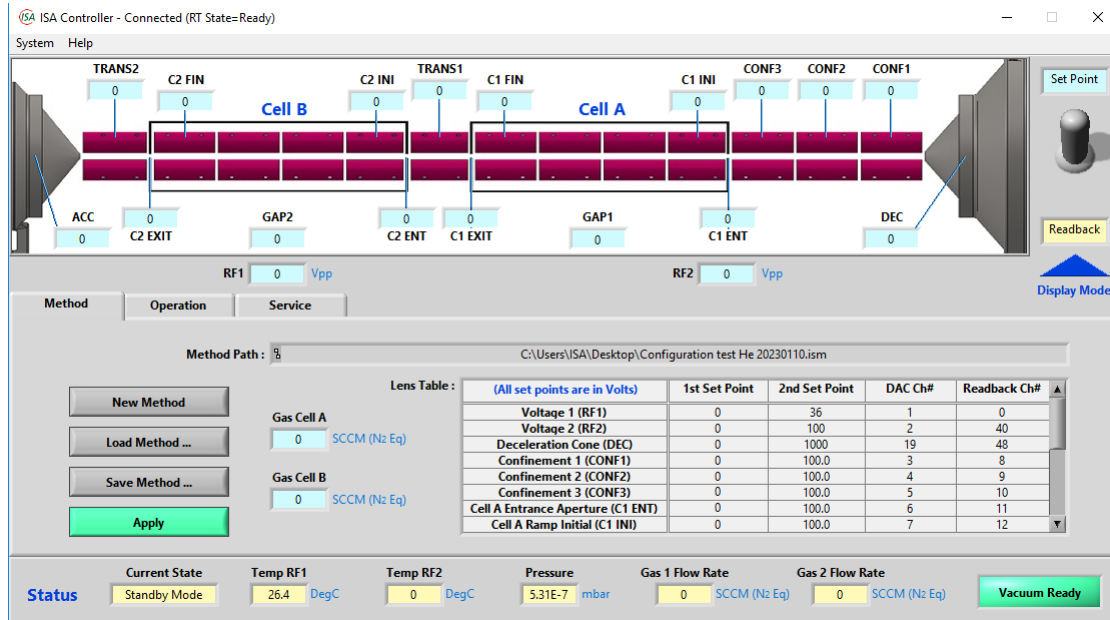 ISA ISA Controller - Connected (RT State=Ready)
System Help
TRANS2 C2 FIN C2 INI TRANS1 C1 FIN C1 INI CONF3 CONF2 CONF1
0 0 0 0 0 0 0 0 0
Set Point
Cell B Cell A
ACC 0
C2 EXIT 0
GAP2 0
C2 ENT 0
C1 EXIT 0
GAP1 0
C1 ENT 0
DEC 0
Readback
Display Mode
RF1 0 Vpp RF2 0 Vpp
Method Operation Service
Method Path : C:\Users\ISA\Desktop\Configuration test He 20230110.ism
New Method
Load Method ...
Save Method ...
Apply
Gas Cell A
0 SCCM (N2 Eq)
Gas Cell B
0 SCCM (N2 Eq)
Lens Table :
(All set points are in Volts) 1st Set Point 2nd Set Point DAC Ch# Readback Ch#
Voltage 1 (RF1) 0 36 1 0
Voltage 2 (RF2) 0 100 2 40
Deceleration Cone (DEC) 0 1000 19 48
Confinement 1 (CONF1) 0 100.0 3 8
Confinement 2 (CONF2) 0 100.0 4 9
Confinement 3 (CONF3) 0 100.0 5 10
Cell A Entrance Aperture (C1 ENT) 0 100.0 6 11
Cell A Ramp Initial (C1 INI) 0 100.0 7 12
Status
Current State Temp RF1 Temp RF2 Pressure Gas 1 Flow Rate Gas 2 Flow Rate
Standby Mode 26.4 DegC 0 DegC 5.31E-7 mbar 0 SCCM (N2 Eq) 0 SCCM (N2 Eq)
Vacuum Ready